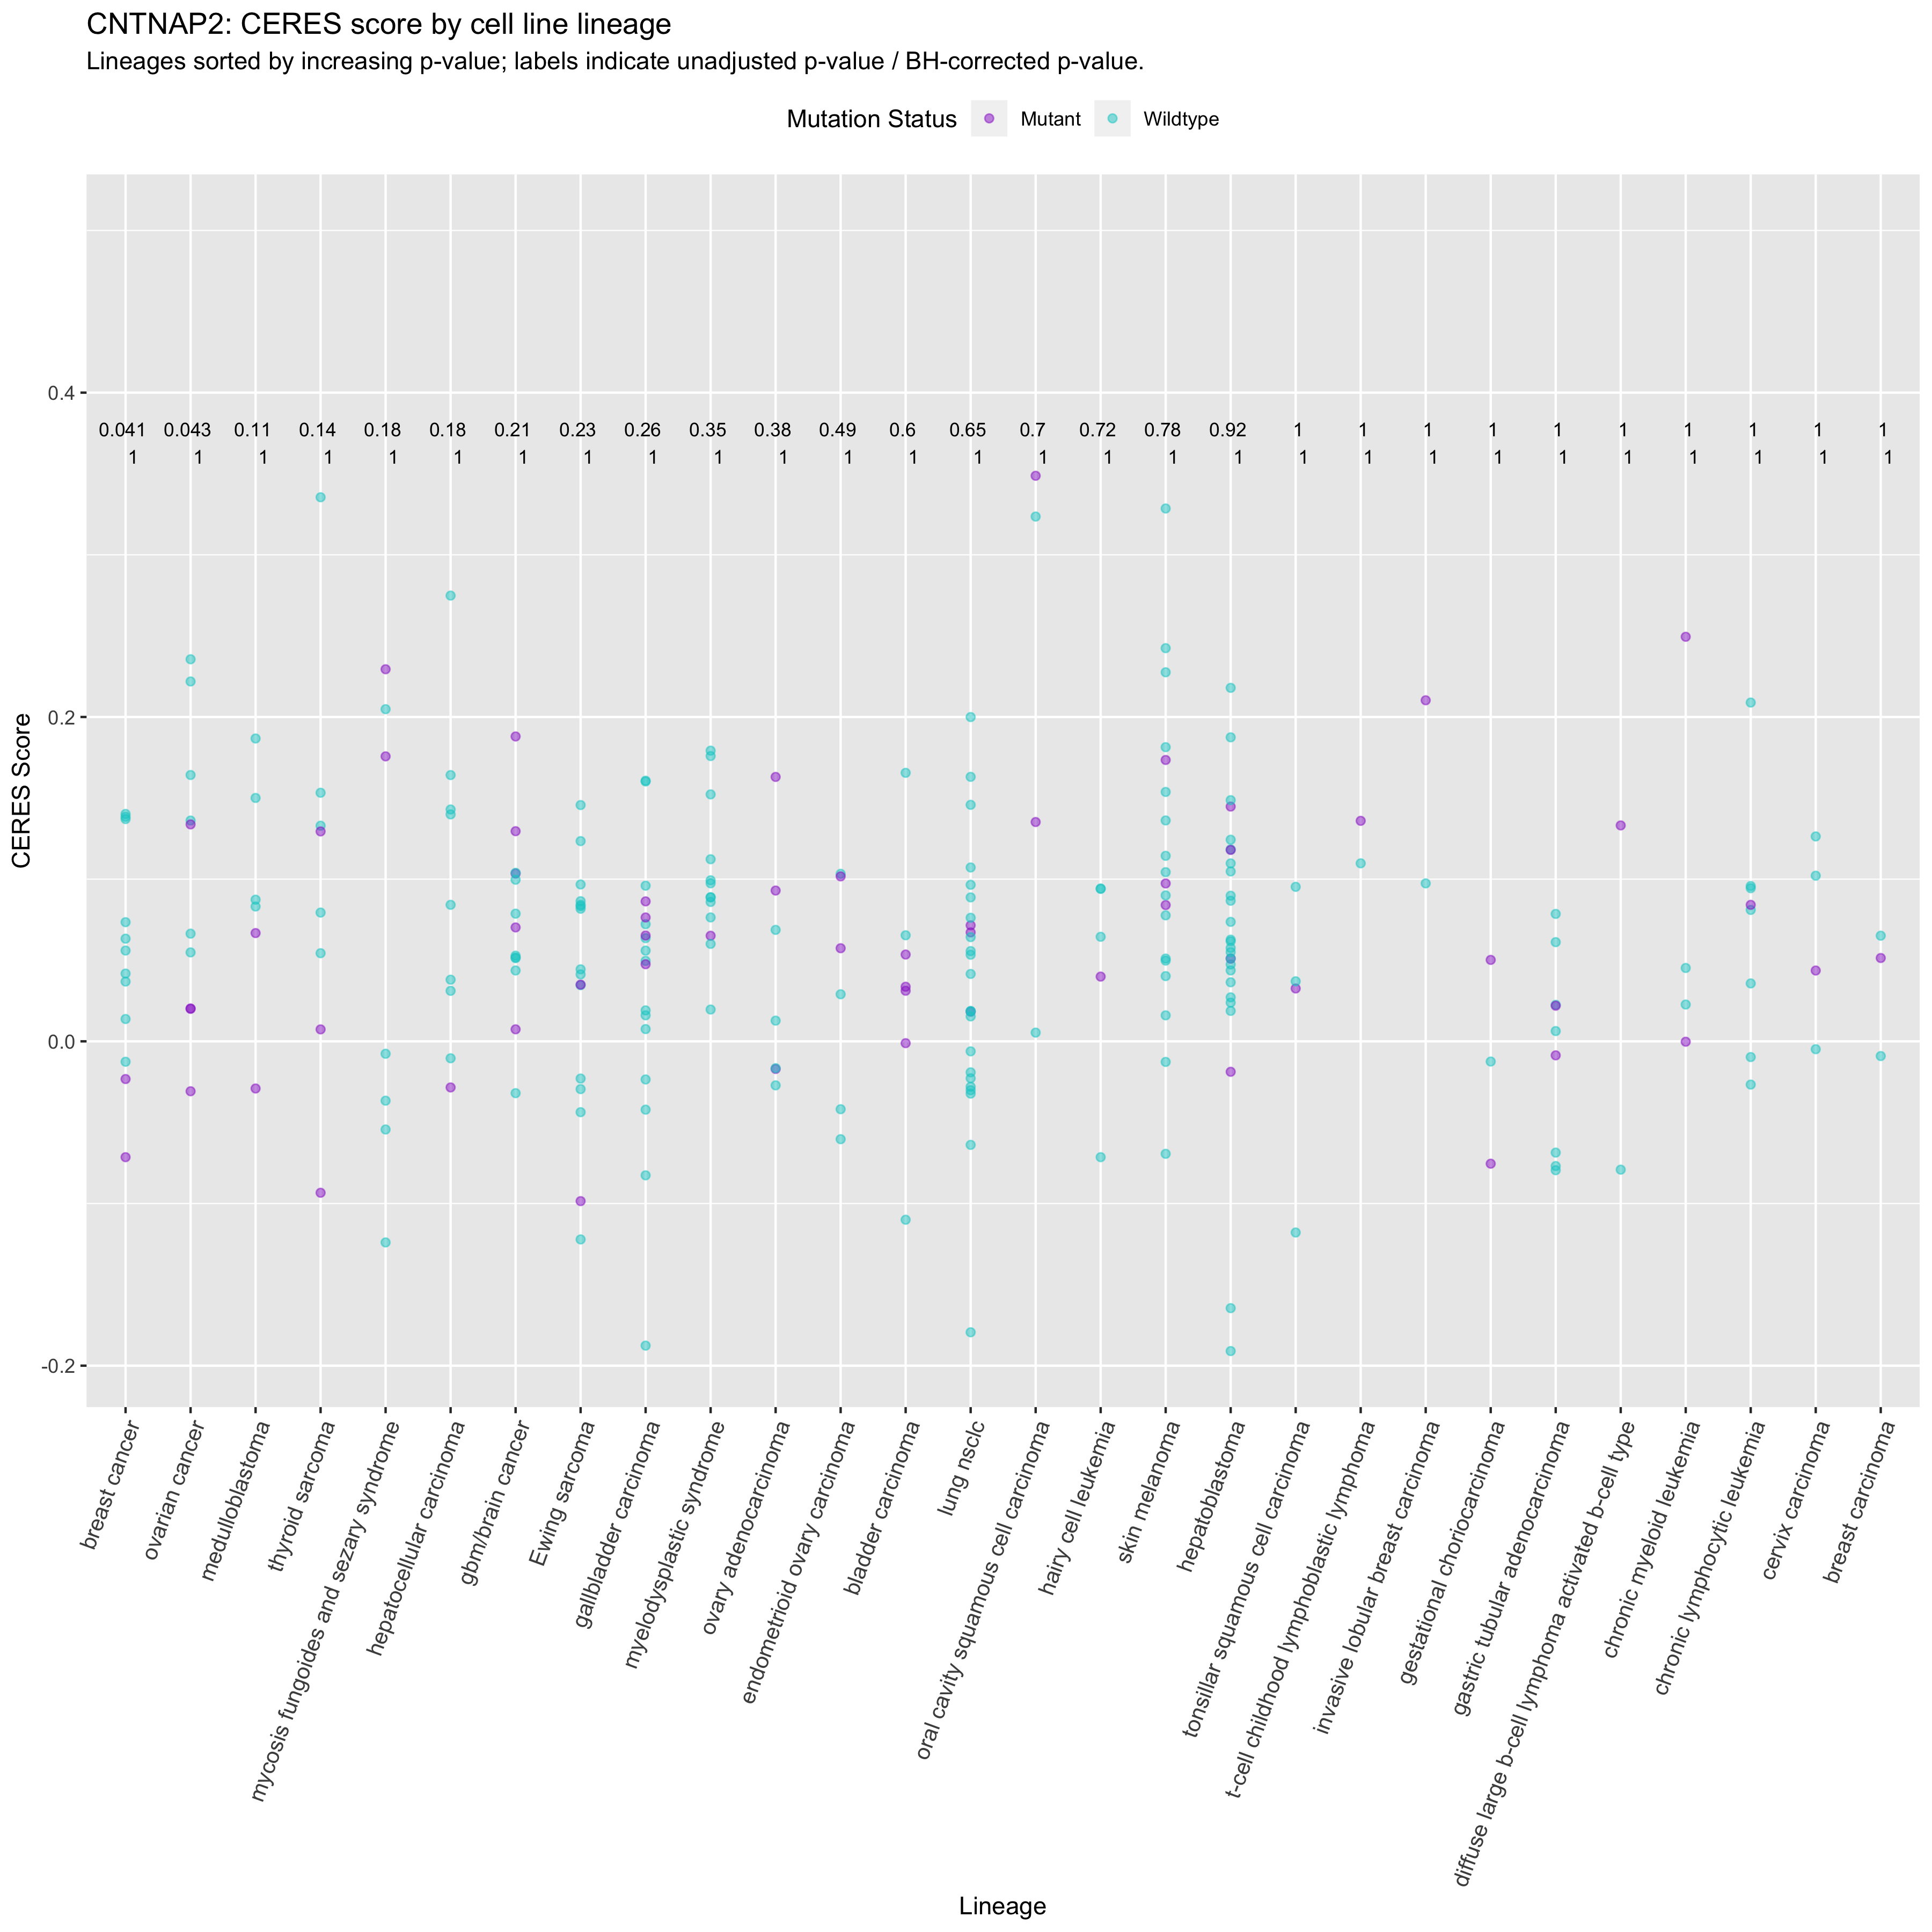 CNTNAP2: CERES score by cell line lineage
Lineages sorted by increasing p-value; labels indicate unadjusted p-value / BH-corrected p-value.
Mutation Status Mutant Wildtype
CERES Score
0.4
0.2
0.0
-0.2
0.041 0.043 0.11 0.14 0.18 0.18 0.21 0.23 0.26 0.35 0.38 0.49 0.6 0.65 0.7 0.72 0.78 0.92 1 1 1 1 1 1 1 1 1 1
1 1 1 1 1 1 1 1 1 1 1 1 1 1 1 1 1 1 1 1 1 1 1 1 1 1 1 1
breast cancer
ovarian cancer
medulloblastoma
thyroid sarcoma
mycosis fungoides and sezary syndrome
hepatocellular carcinoma
gbm/brain cancer
Ewing sarcoma
gallbladder carcinoma
myelodysplastic syndrome
ovary adenocarcinoma
endometrioid ovary carcinoma
bladder carcinoma
lung nsclc
oral cavity squamous cell carcinoma
hairy cell leukemia
skin melanoma
hepatoblastoma
tonsillar squamous cell carcinoma
t-cell childhood lymphoblastic lymphoma
invasive lobular breast carcinoma
gestational choriocarcinoma
gastric tubular adenocarcinoma
diffuse large b-cell lymphoma activated b-cell type
chronic myeloid leukemia
chronic lymphocytic leukemia
cervix carcinoma
breast carcinoma
Lineage